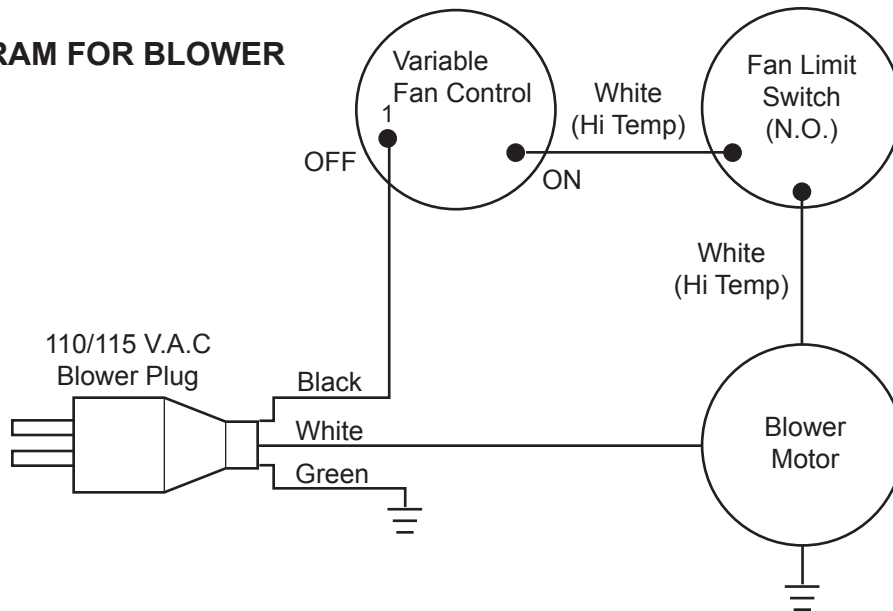 RAM FOR BLOWER
Variable
Fan Control
1
OFF
ON
White
(Hi Temp)
Fan Limit
Switch
(N.O.)
White
(Hi Temp)
110/115 V.A.C
Blower Plug
Black
White
Green
Blower
Motor